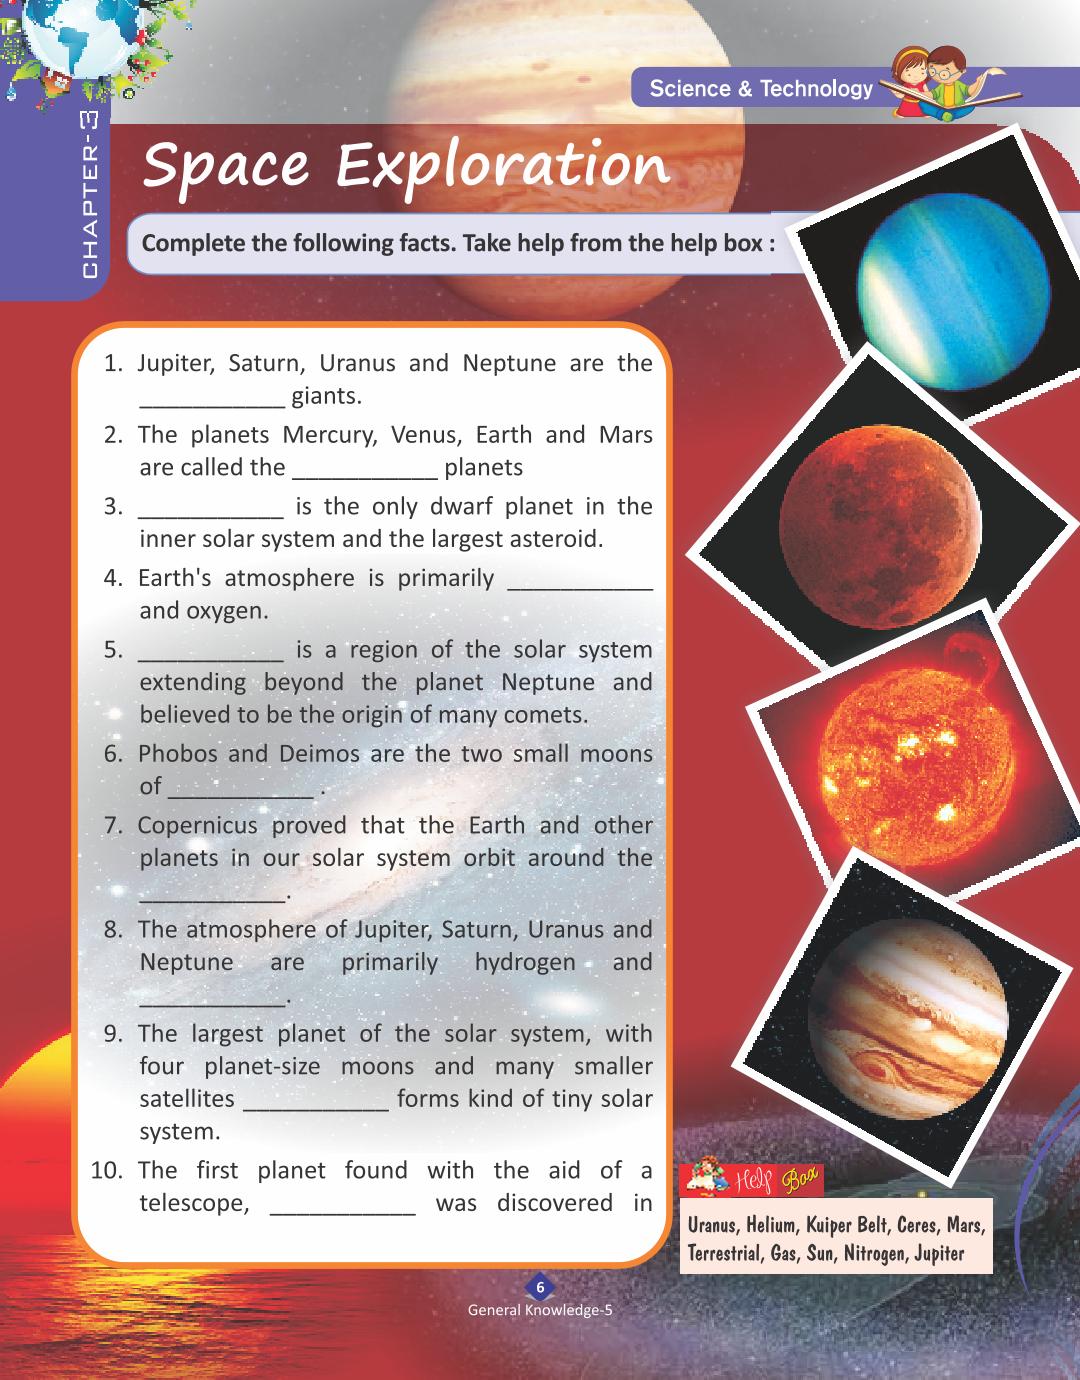 Science & Technology
CHAPTER-3
Space Exploration
Complete the following facts. Take help from the help box :
1. Jupiter, Saturn, Uranus and Neptune are the
___________ giants.
2. The planets Mercury, Venus, Earth and Mars
are called the ___________ planets
3. ___________ is the only dwarf planet in the
inner solar system and the largest asteroid.
4. Earth's atmosphere is primarily ___________
and oxygen.
5. ___________ is a region of the solar system
extending beyond the planet Neptune and
believed to be the origin of many comets.
6. Phobos and Deimos are the two small moons
of ___________ .
7. Copernicus proved that the Earth and other
planets in our solar system orbit around the
___________.
8. The atmosphere of Jupiter, Saturn, Uranus and
Neptune are primarily hydrogen and
___________.
9. The largest planet of the solar system, with
four planet-size moons and many smaller
satellites ___________ forms kind of tiny solar
system.
10. The first planet found with the aid of a
telescope, ___________ was discovered in
Help Box
Uranus, Helium, Kuiper Belt, Ceres, Mars,
Terrestrial, Gas, Sun, Nitrogen, Jupiter
6
General Knowledge-5